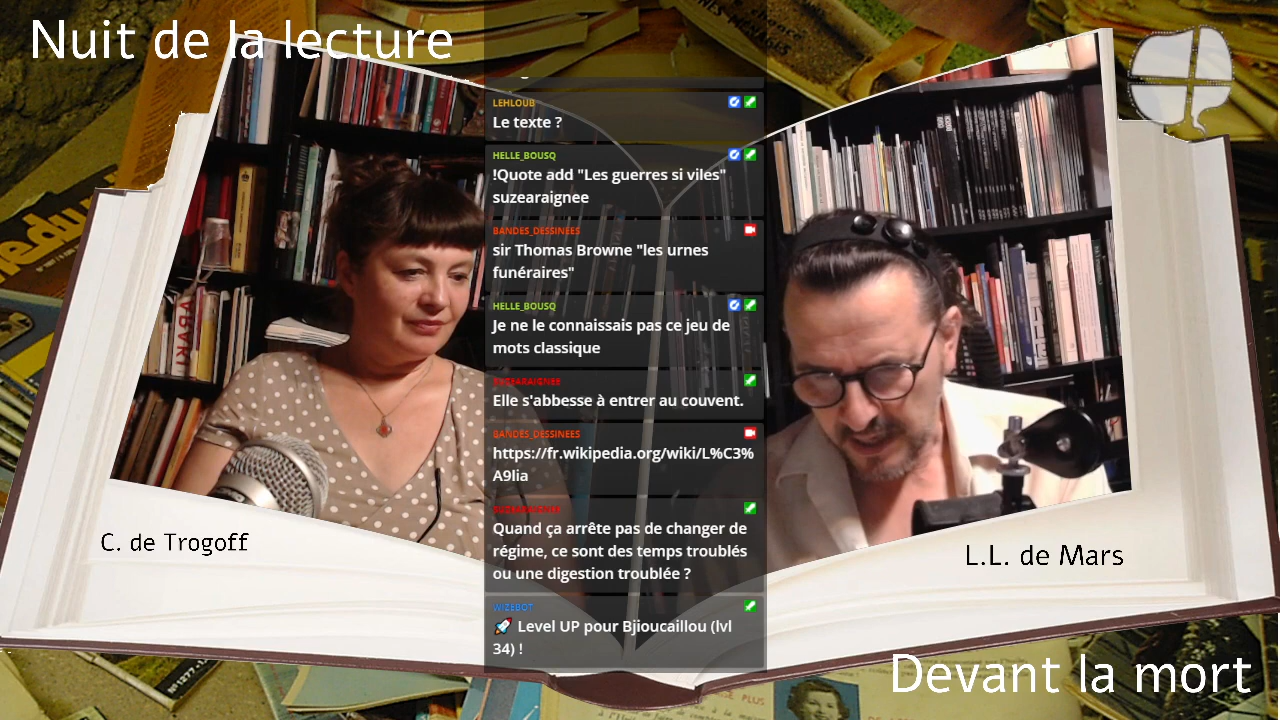 Nuit de la lecture
LEHLOUB
Le texte ?
HELLE_BOUSQ
!Quote add "Les guerres si viles"
suzearaignee
BANDES_DESSINEES
sir Thomas Browne "les urnes
funéraires"
HELLE_BOUSQ
Je ne le connaissais pas ce jeu de
mots classique
SUZEARAIGNEE
Elle s'abbesse à entrer au couvent.
BANDES_DESSINEES
https://fr.wikipedia.org/wiki/L%C3%
A9lia
SUZEARAIGNEE
Quand ça arrête pas de changer de
régime, ce sont des temps troublés
ou une digestion troublée ?
WIZEBOT
🚀 Level UP pour Bjioucaillou (lvl
34) !
C. de Trogoff
L.L. de Mars
Devant la mort